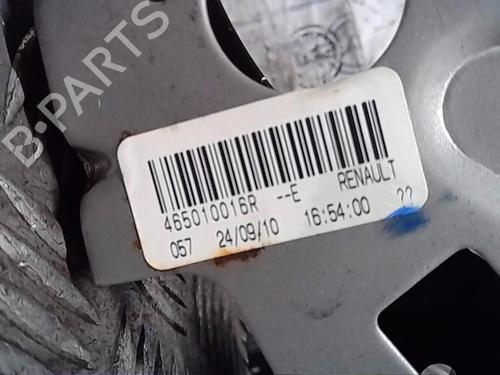 B-PARTS
465010016R --E RENAULT
057 24/09/10 16:54:00 22